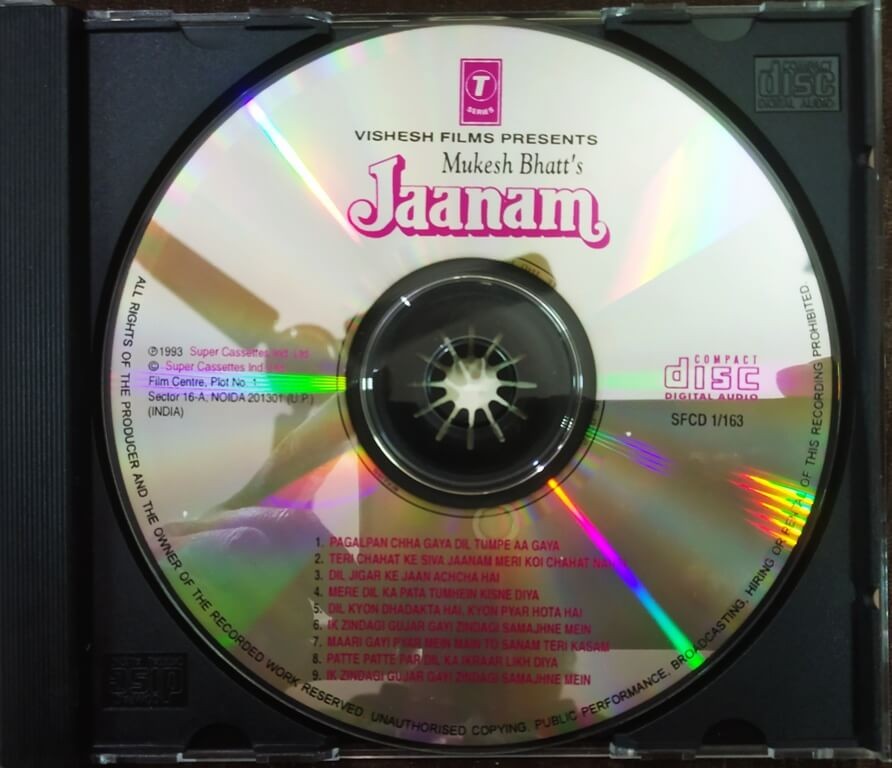 T
SERIES
VISHESH FILMS PRESENTS
Mukesh Bhatt's
Jaanam
COMPACT
disc
DIGITAL AUDIO
℗1993 Super Cassettes Ind. Ltd.
© Super Cassettes Ind.
Film Centre, Plot No. 1
Sector 16-A, NOIDA 201301 (U.P.)
(INDIA)
COMPACT
disc
DIGITAL AUDIO
SFCD 1/163
1. PAGALPAN CHHA GAYA DIL TUMPE AA GAYA
2. TERI CHAHAT KE SIVA JAANAM MERI KOI CHAHAT NAHI
3. DIL JIGAR KE JAAN ACHCHA HAI
4. MERE DIL KA PATA TUMHEIN KISNE DIYA
5. DIL KYON DHADAKTA HAI, KYON PYAR HOTA HAI
6. IK ZINDAGI GUJAR GAYI ZINDAGI SAMAJHNE MEIN
7. MAARI GAYI PYAR MEIN MAIN TO SANAM TERI KASAM
8. PATTE PATTE PAR DIL KA IKRAAR LIKH DIYA
9. IK ZINDAGI GUJAR GAYI ZINDAGI SAMAJHNE MEIN
ALL RIGHTS OF THE PRODUCER AND THE OWNER OF THE RECORDED WORK RESERVED. UNAUTHORISED COPYING, PUBLIC PERFORMANCE, BROADCASTING, HIRING OR RENTAL OF THIS RECORDING PROHIBITED.
COMPACT
disc
DIGITAL AUDIO